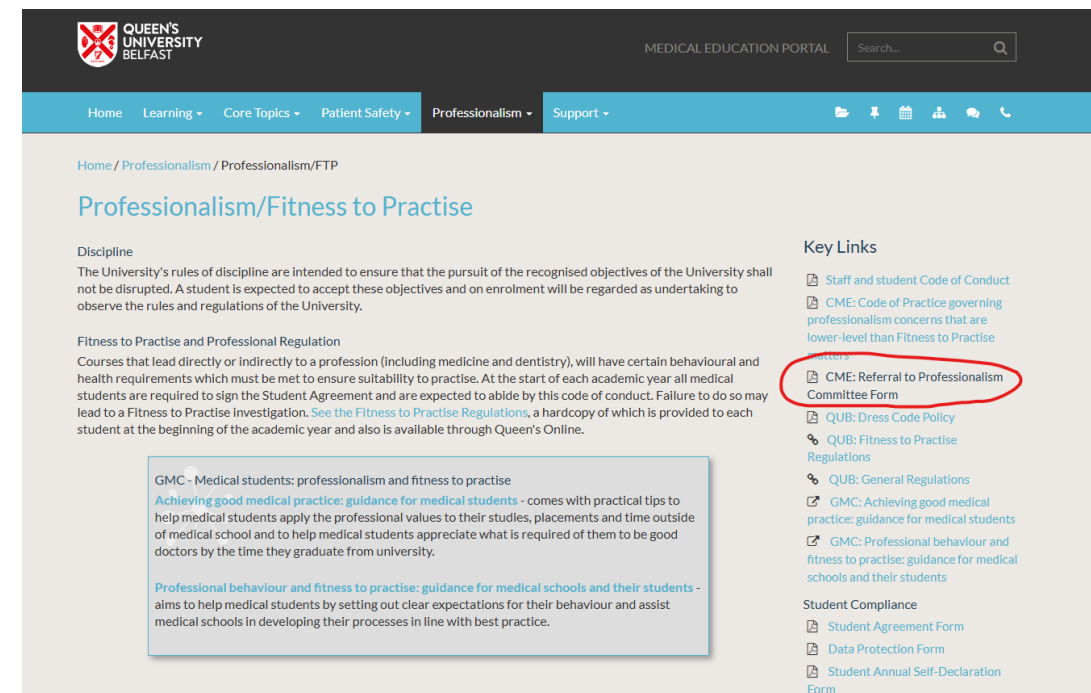 QUEEN'S
UNIVERSITY
BELFAST
MEDICAL EDUCATION PORTAL
Search...
Home Learning Core Topics Patient Safety Professionalism Support
Home / Professionalism / Professionalism/FTP
Professionalism/Fitness to Practise
Discipline
The University's rules of discipline are intended to ensure that the pursuit of the recognised objectives of the University shall
not be disrupted. A student is expected to accept these objectives and on enrolment will be regarded as undertaking to
observe the rules and regulations of the University.
Fitness to Practise and Professional Regulation
Courses that lead directly or indirectly to a profession (including medicine and dentistry), will have certain behavioural and
health requirements which must be met to ensure suitability to practise. At the start of each academic year all medical
students are required to sign the Student Agreement and are expected to abide by this code of conduct. Failure to do so may
lead to a Fitness to Practise investigation. See the Fitness to Practise Regulations, a hardcopy of which is provided to each
student at the beginning of the academic year and also is available through Queen's Online.
GMC - Medical students: professionalism and fitness to practise
Achieving good medical practice: guidance for medical students - comes with practical tips to
help medical students apply the professional values to their studies, placements and time outside
of medical school and to help medical students appreciate what is required of them to be good
doctors by the time they graduate from university.
Professional behaviour and fitness to practise: guidance for medical schools and their students -
aims to help medical students by setting out clear expectations for their behaviour and assist
medical schools in developing their processes in line with best practice.
Key Links
Staff and student Code of Conduct
CME: Code of Practice governing
professionalism concerns that are
lower-level than Fitness to Practise
matters
CME: Referral to Professionalism
Committee Form
QUB: Dress Code Policy
QUB: Fitness to Practise
Regulations
QUB: General Regulations
GMC: Achieving good medical
practice: guidance for medical students
GMC: Professional behaviour and
fitness to practise: guidance for medical
schools and their students
Student Compliance
Student Agreement Form
Data Protection Form
Student Annual Self-Declaration
Form